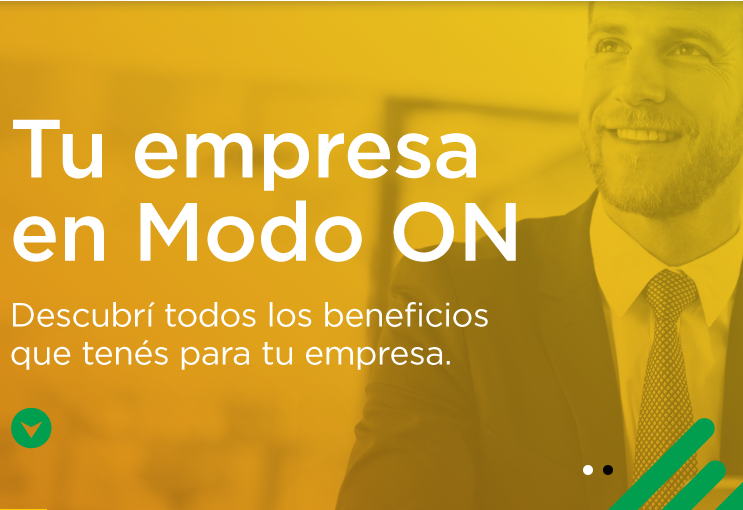 Tu empresa
en Modo ON
Descubrí todos los beneficios
que tenés para tu empresa.